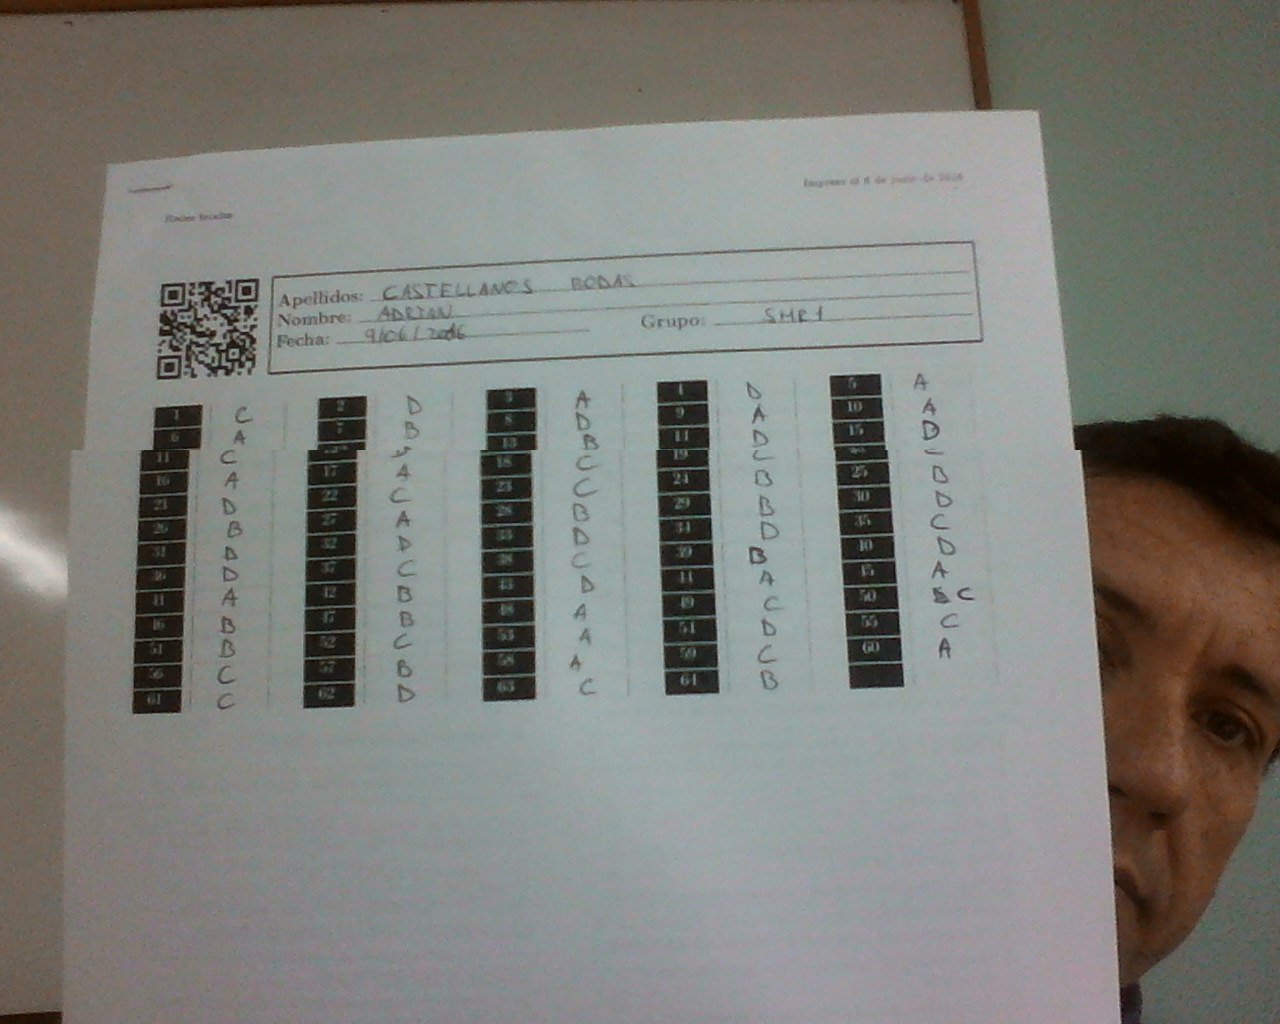 Impreso el 6 de junio de 2016
Apellidos: CASTELLANOS BODAS
Nombre: ADRIAN
Fecha: 9/06/2016 Grupo: SMR1
1 C 2 D 3 A 4 D 5 A
6 A 7 B 8 D 9 A 10 A
11 C 13 B 14 D 15 D
16 A 17 A 18 C 19
21 D 22 C 23 C 24 B 25 B
26 B 27 A 28 B 29 B 30 D
31 D 32 D 33 D 34 D 35 C
36 D 37 C 38 C 39 B 40 D
41 A 42 B 43 D 44 A 45 A
46 B 47 B 48 A 49 C 50 C
51 B 52 C 53 A 54 D 55 C
56 C 57 B 58 A 59 C 60 A
61 C 62 D 63 C 64 B